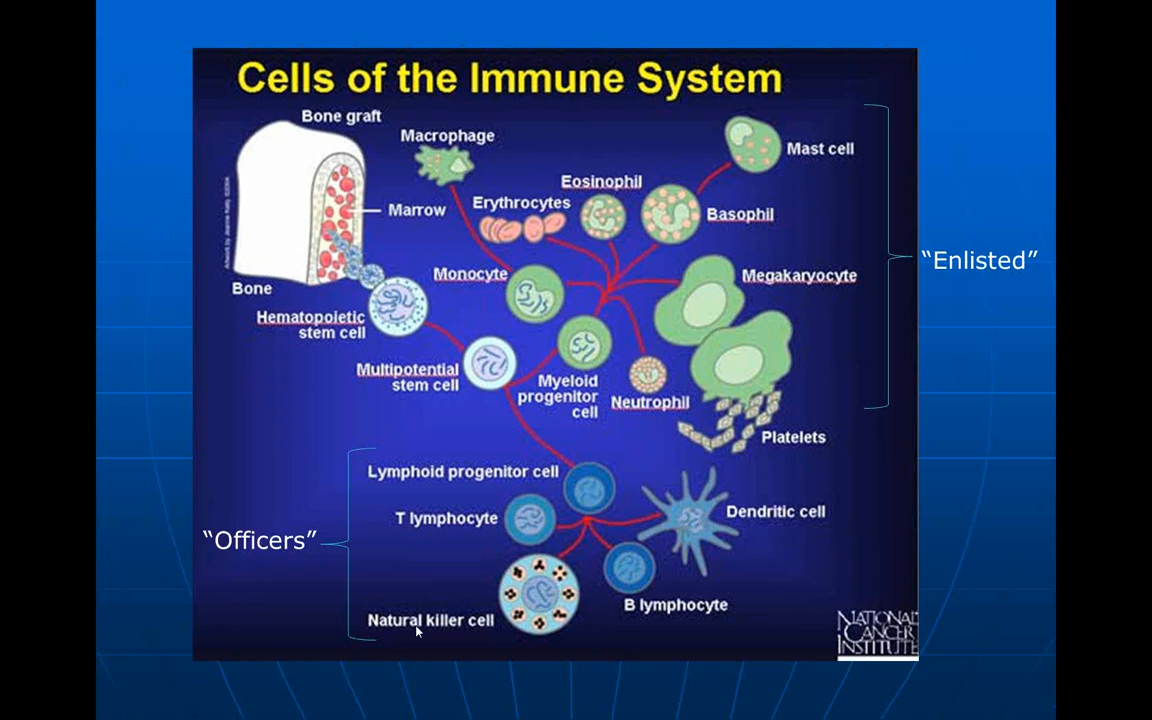 Cells of the Immune System
Bone graft
Macrophage
Mast cell
Eosinophil
Erythrocytes
Marrow
Basophil
"Enlisted"
Monocyte
Megakaryocyte
Bone
Hematopoietic
stem cell
Multipotential
stem cell
Myeloid
progenitor
cell
Neutrophil
Platelets
Lymphoid progenitor cell
T lymphocyte
Dendritic cell
"Officers"
B lymphocyte
Natural killer cell
NATIONAL
CANCER
INSTITUTE